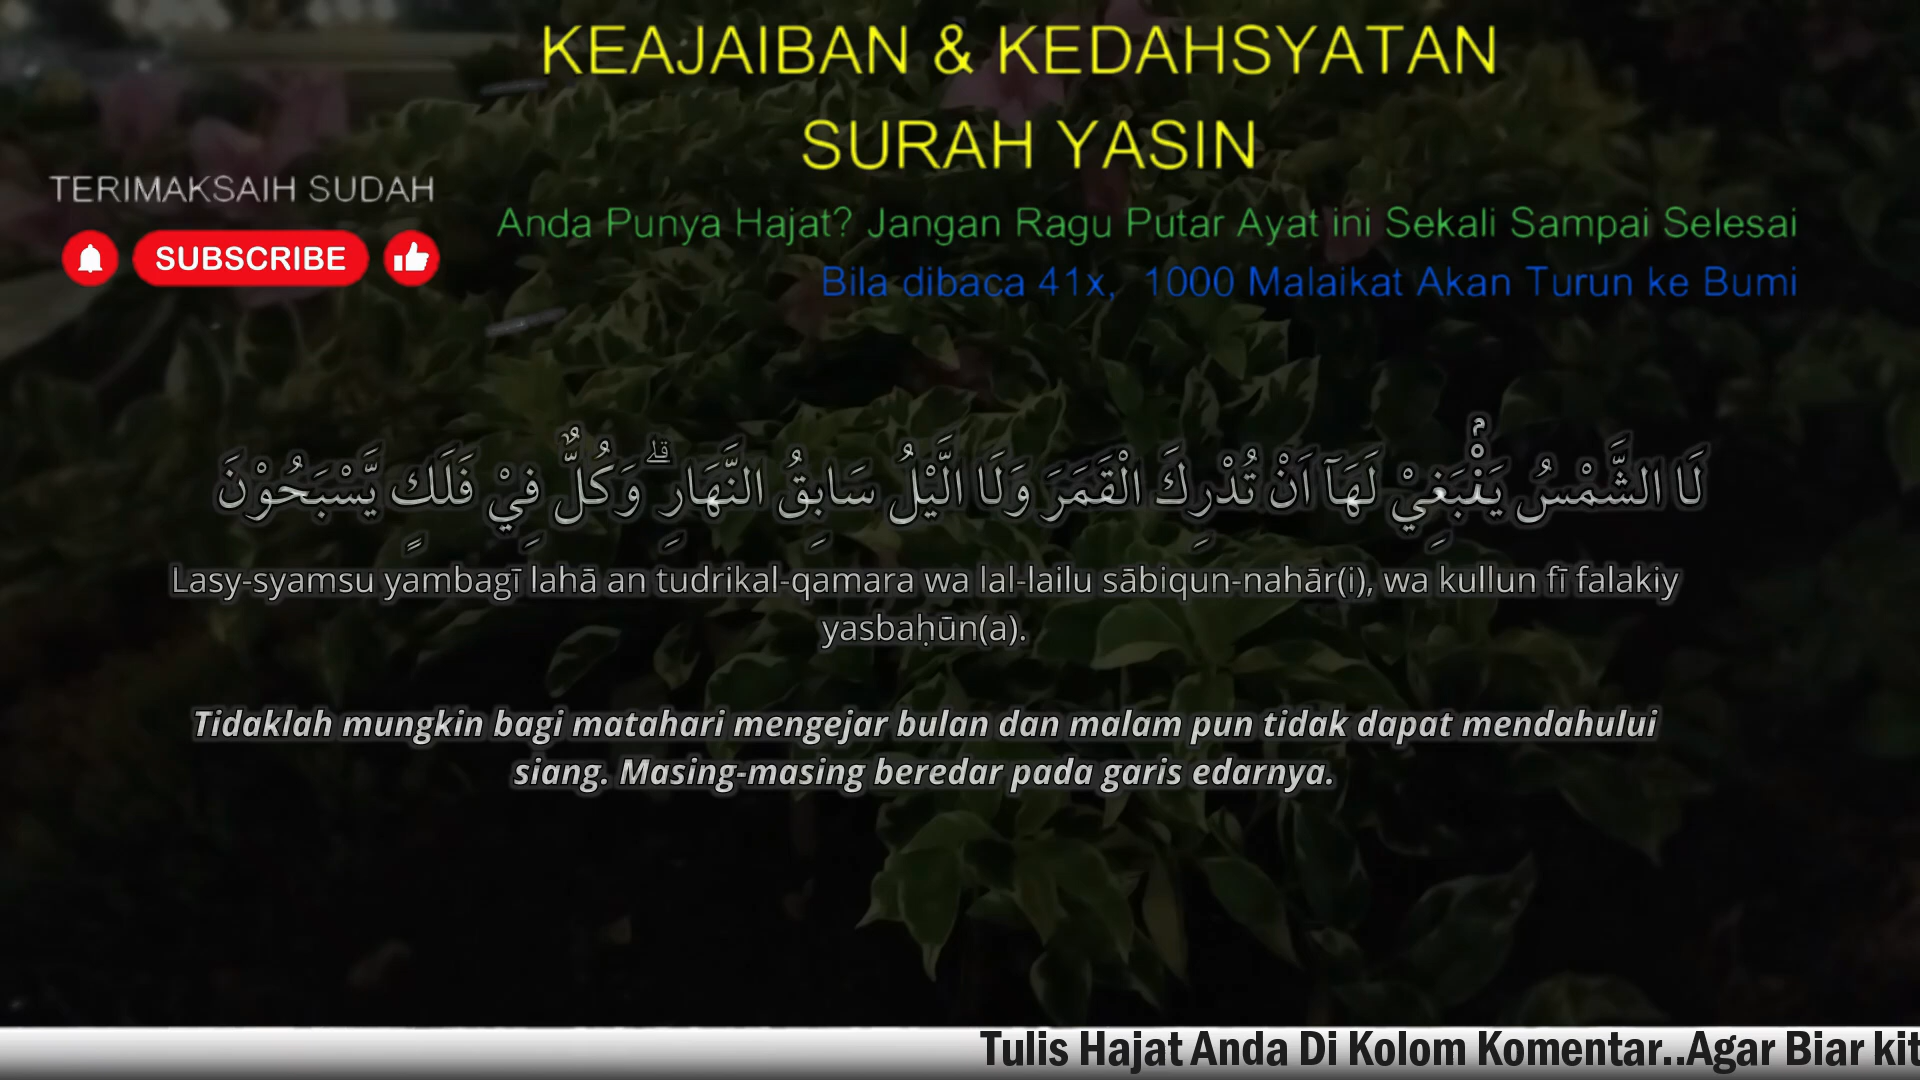 KEAJAIBAN & KEDAHSYATAN
SURAH YASIN
TERIMAKSAIH SUDAH
SUBSCRIBE
Anda Punya Hajat? Jangan Ragu Putar Ayat ini Sekali Sampai Selesai
Bila dibaca 41x, 1000 Malaikat Akan Turun ke Bumi
لَا الشَّمْسُ يَنْۢبَغِيْ لَهَآ اَنْ تُدْرِكَ الْقَمَرَ وَلَا الَّيْلُ سَابِقُ النَّهَارِ ۗوَكُلٌّ فِيْ فَلَكٍ يَّسْبَحُوْنَ
Lasy-syamsu yambagī lahā an tudrikal-qamara wa lal-lailu sābiqun-nahār(i), wa kullun fī falakiy
yasbaḥūn(a).
Tidaklah mungkin bagi matahari mengejar bulan dan malam pun tidak dapat mendahului
siang. Masing-masing beredar pada garis edarnya.
Tulis Hajat Anda Di Kolom Komentar..Agar Biar kit